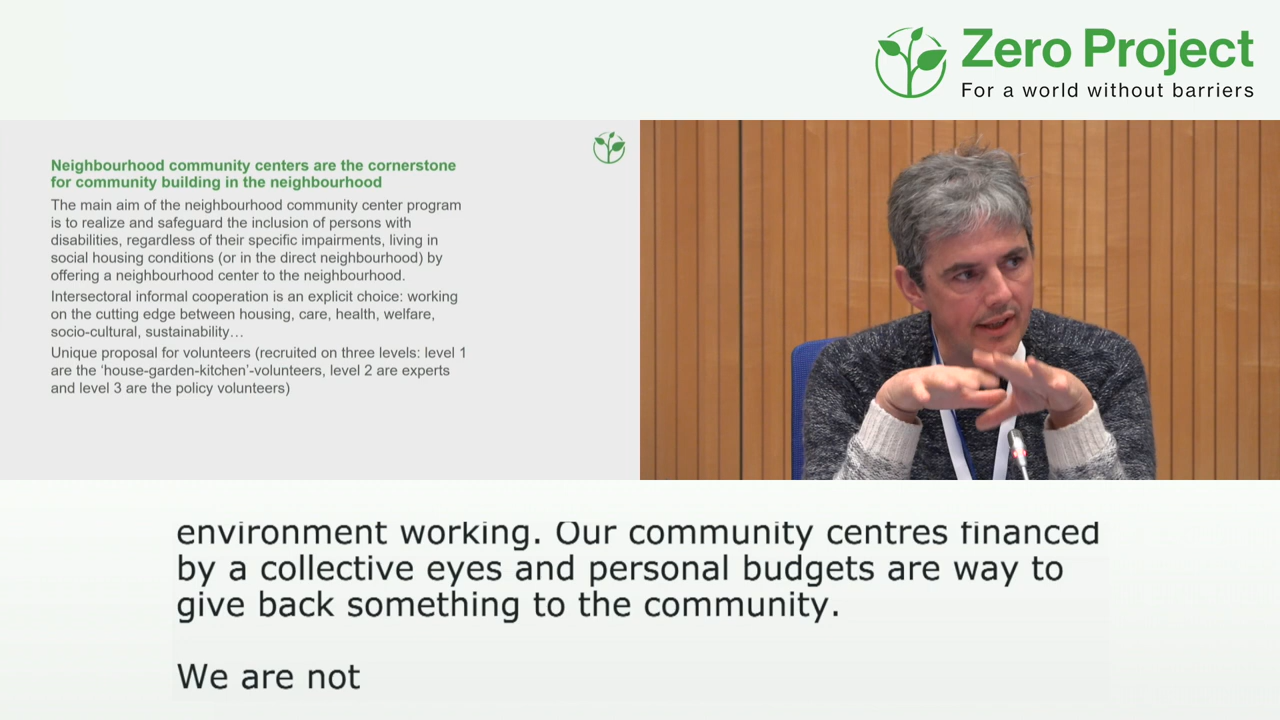 Zero Project
For a world without barriers
Neighbourhood community centers are the cornerstone
for community building in the neighbourhood
The main aim of the neighbourhood community center program
is to realize and safeguard the inclusion of persons with
disabilities, regardless of their specific impairments, living in
social housing conditions (or in the direct neighbourhood) by
offering a neighbourhood center to the neighbourhood.
Intersectoral informal cooperation is an explicit choice: working
on the cutting edge between housing, care, health, welfare,
socio-cultural, sustainability…
Unique proposal for volunteers (recruited on three levels: level 1
are the ‘house-garden-kitchen’-volunteers, level 2 are experts
and level 3 are the policy volunteers)
environment working. Our community centres financed
by a collective eyes and personal budgets are way to
give back something to the community.
We are not